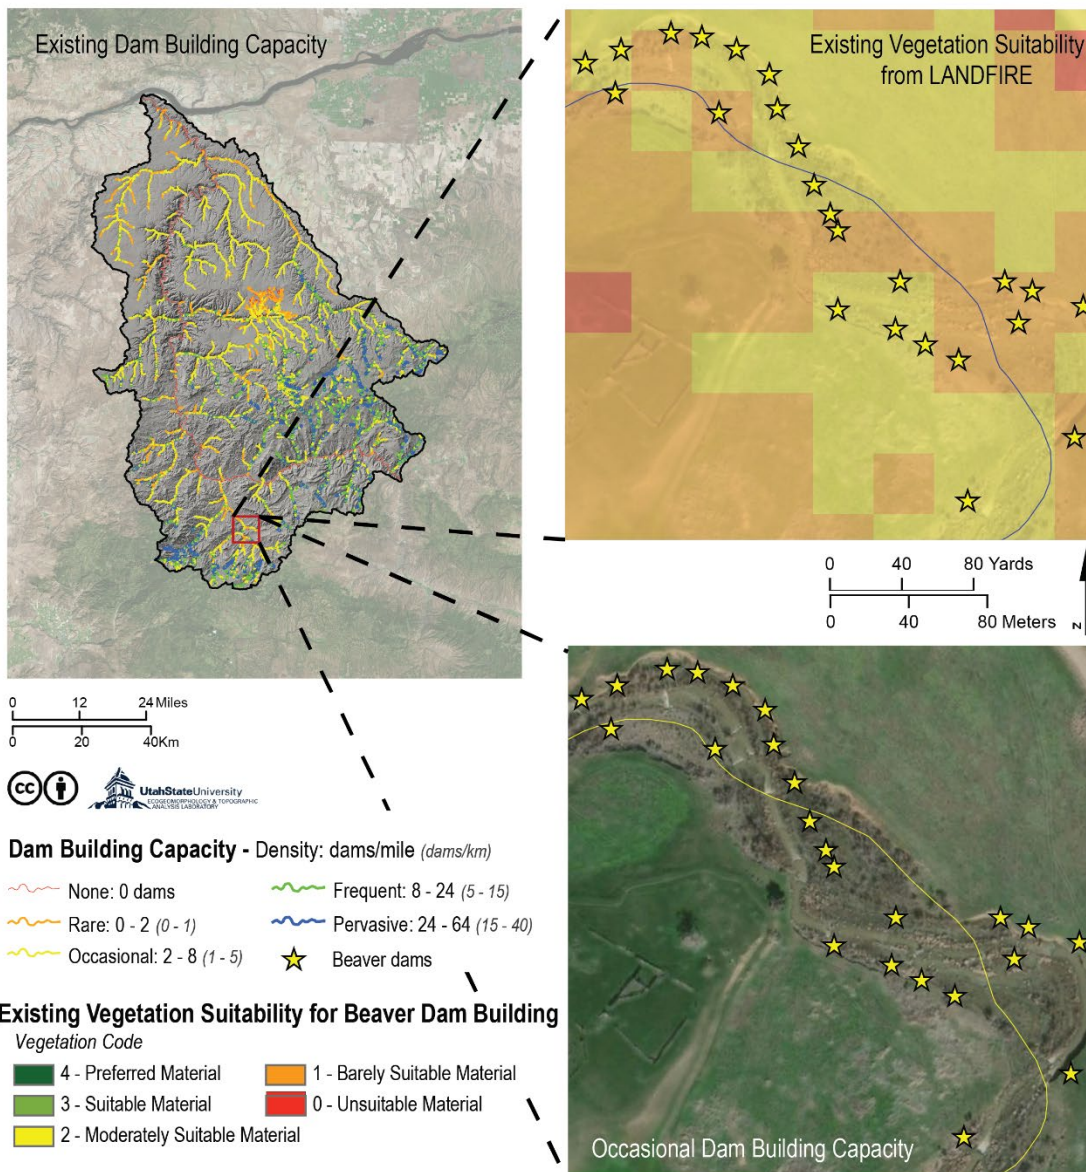 Existing Dam Building Capacity
Existing Vegetation Suitability
from LANDFIRE
0 40 80 Yards
0 40 80 Meters
N
0 12 24 Miles
0 20 40Km
cc
UtahStateUniversity
ECOGEOMORPHOLOGY & TOPOGRAPHIC
ANALYSIS LABORATORY
Dam Building Capacity - Density: dams/mile (dams/km)
None: 0 dams
Rare: 0 - 2 (0 - 1)
Occasional: 2 - 8 (1 - 5)
Frequent: 8 - 24 (5 - 15)
Pervasive: 24 - 64 (15 - 40)
Beaver dams
Existing Vegetation Suitability for Beaver Dam Building
Vegetation Code
4 - Preferred Material
3 - Suitable Material
2 - Moderately Suitable Material
1 - Barely Suitable Material
0 - Unsuitable Material
Occasional Dam Building Capacity